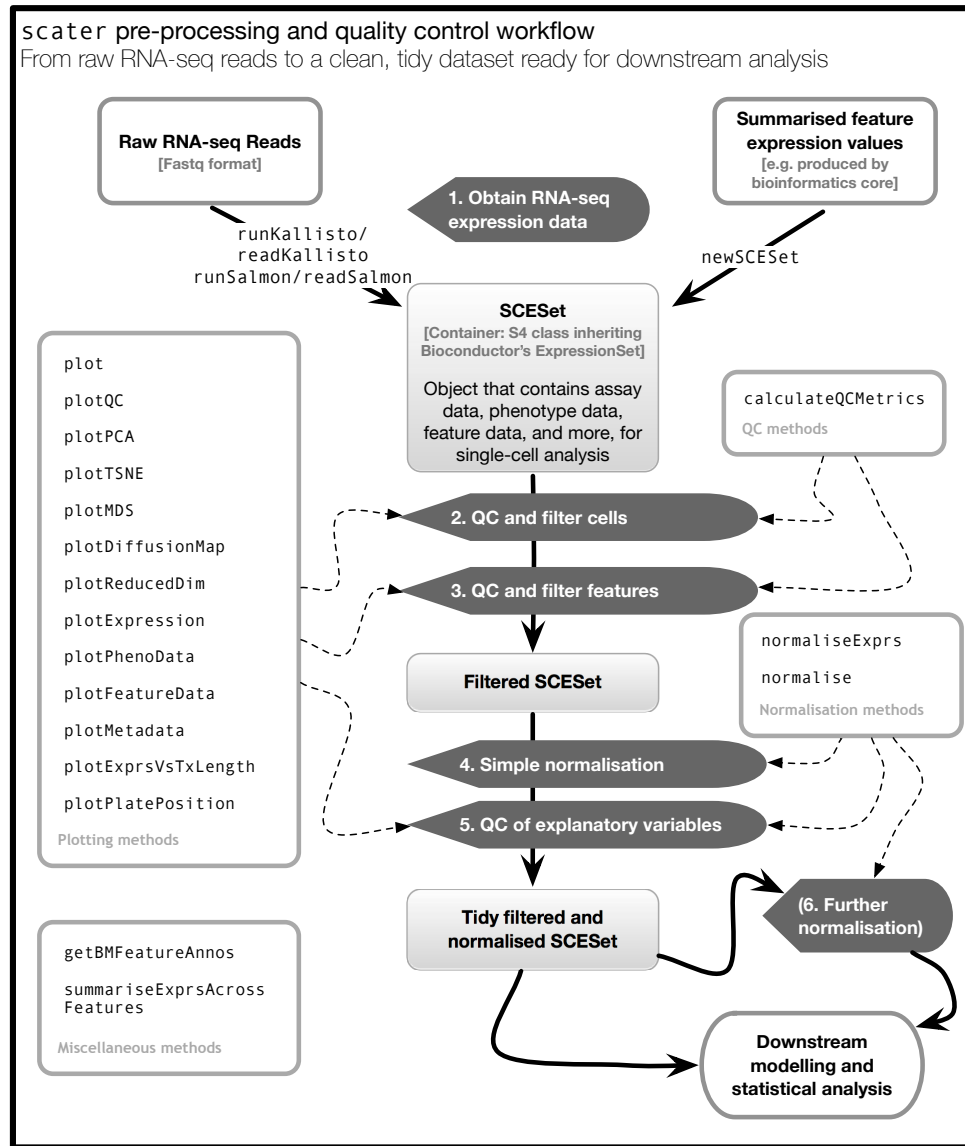 scater pre-processing and quality control workflow
From raw RNA-seq reads to a clean, tidy dataset ready for downstream analysis
Raw RNA-seq Reads
[Fastq format]
Summarised feature
expression values
[e.g. produced by
bioinformatics core]
1. Obtain RNA-seq
expression data
runKallisto/
readKallisto
runSalmon/readSalmon
newSCESet
SCESet
[Container: S4 class inheriting
Bioconductor's ExpressionSet]
Object that contains assay
data, phenotype data,
feature data, and more, for
single-cell analysis
plot
plotQC
plotPCA
plotTSNE
plotMDS
plotDiffusionMap
plotReducedDim
plotExpression
plotPhenoData
plotFeatureData
plotMetadata
plotExprsVsTxLength
plotPlatePosition
Plotting methods
calculateQCMetrics
QC methods
2. QC and filter cells
3. QC and filter features
normaliseExprs
normalise
Normalisation methods
Filtered SCESet
4. Simple normalisation
5. QC of explanatory variables
Tidy filtered and
normalised SCESet
(6. Further
normalisation)
getBMFeatureAnnos
summariseExprsAcross
Features
Miscellaneous methods
Downstream
modelling and
statistical analysis